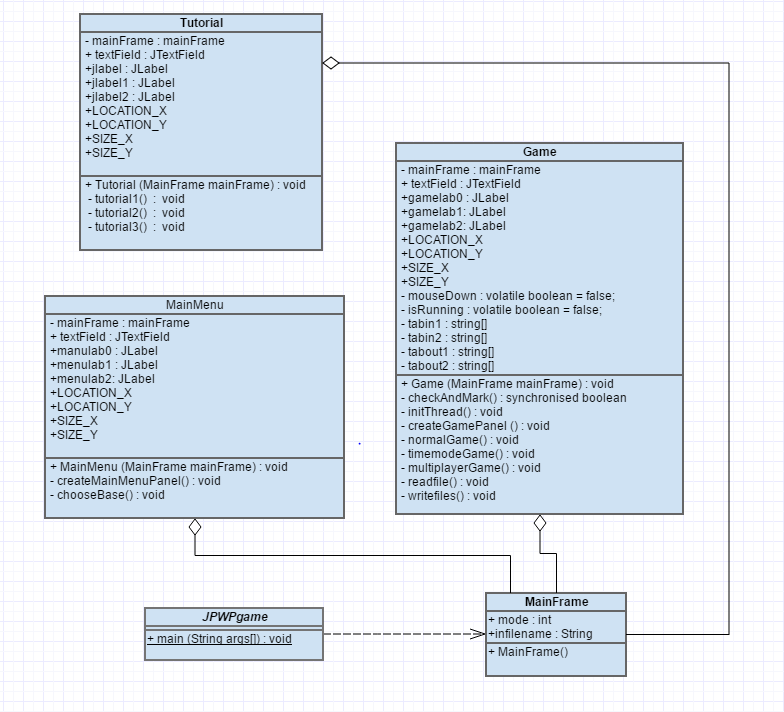 Tutorial
- mainFrame : mainFrame
+ textField : JTextField
+jlabel : JLabel
+jlabel1 : JLabel
+jlabel2 : JLabel
+LOCATION_X
+LOCATION_Y
+SIZE_X
+SIZE_Y
+ Tutorial (MainFrame mainFrame) : void
- tutorial1() : void
- tutorial2() : void
- tutorial3() : void
Game
- mainFrame : mainFrame
+ textField : JTextField
+gamelab0 : JLabel
+gamelab1: JLabel
+gamelab2: JLabel
+LOCATION_X
+LOCATION_Y
+SIZE_X
+SIZE_Y
- mouseDown : volatile boolean = false;
- isRunning : volatile boolean = false;
- tabin1 : string[]
- tabin2 : string[]
- tabout1 : string[]
- tabout2 : string[]
+ Game (MainFrame mainFrame) : void
- checkAndMark() : synchronised boolean
- initThread() : void
- createGamePanel () : void
- normalGame() : void
- timemodeGame() : void
- multiplayerGame() : void
- readfile() : void
- writefiles() : void
MainMenu
- mainFrame : mainFrame
+ textField : JTextField
+manulab0 : JLabel
+menulab1 : JLabel
+menulab2: JLabel
+LOCATION_X
+LOCATION_Y
+SIZE_X
+SIZE_Y
+ MainMenu (MainFrame mainFrame) : void
- createMainMenuPanel() : void
- chooseBase() : void
JPWPgame
+ main (String args[]) : void
MainFrame
+ mode : int
+infilename : String
+ MainFrame()